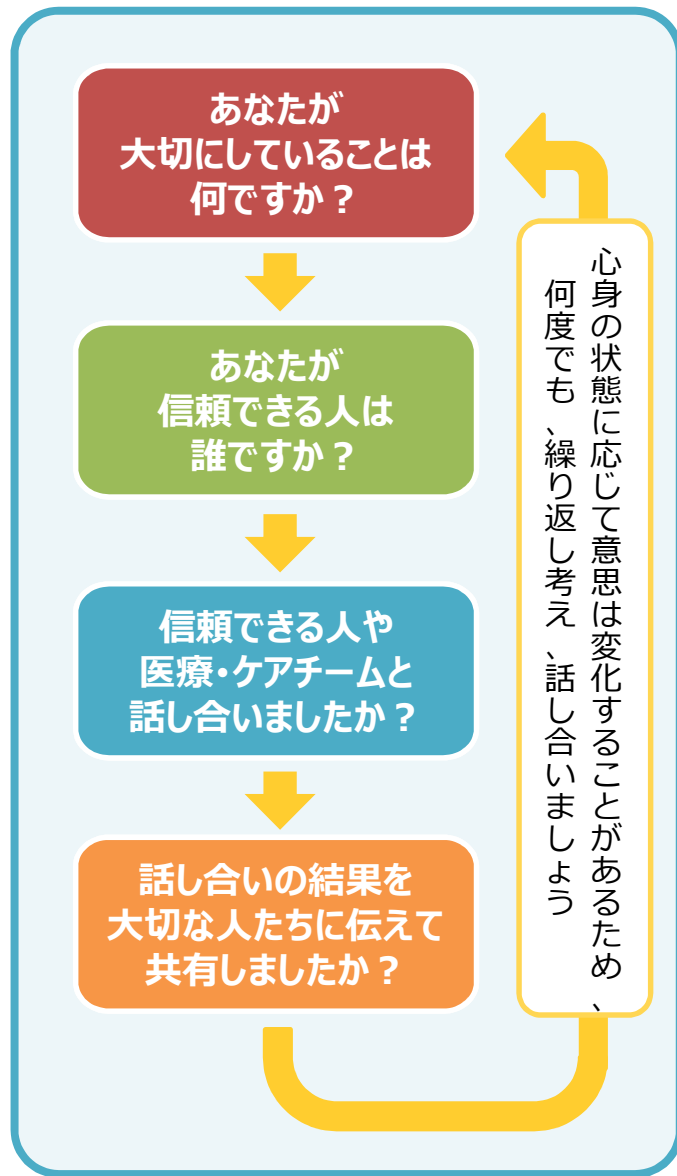 あなたが
大切にしていることは
何ですか？
あなたが
信頼できる人は
誰ですか？
信頼できる人や
医療・ケアチームと
話し合いましたか？
話し合いの結果を
大切な人たちに伝えて
共有しましたか？
心身の状態に応じて意思は変化することがあるため、
何度でも、繰り返し考え、話し合いましょう